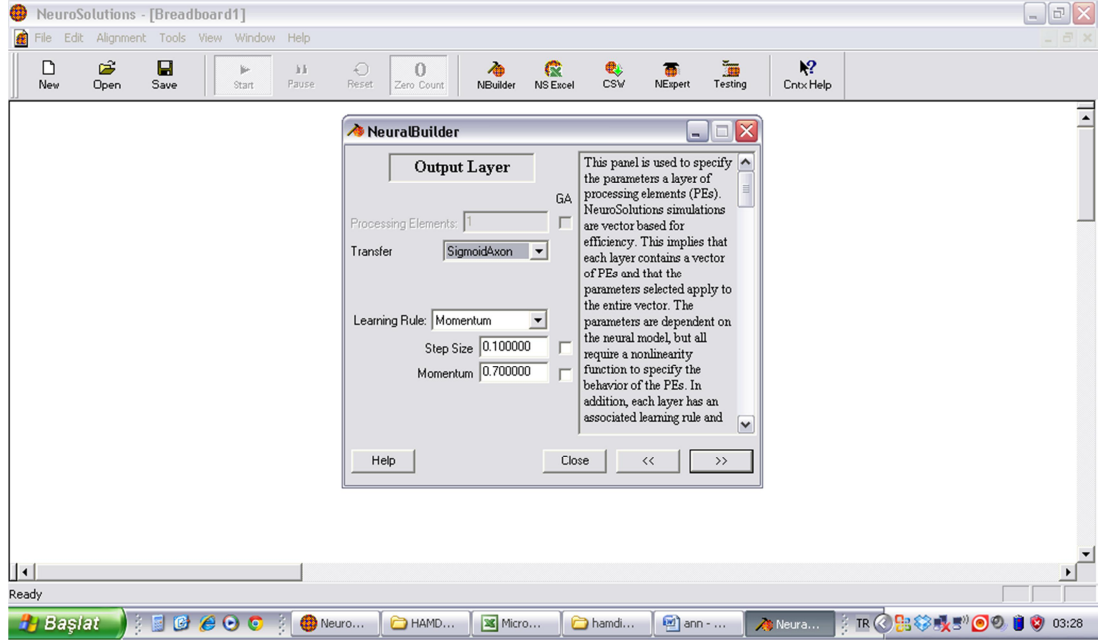 NeuroSolutions - [Breadboard1]
File Edit Alignment Tools View Window Help
New Open Save Start Pause Reset 0 Zero Count NBuilder NS Excel CSW NExpert Testing Cntx Help
NeuralBuilder
Output Layer
GA
Processing Elements: 1
Transfer SigmoidAxon
Learning Rule: Momentum
Step Size 0.100000
Momentum 0.700000
This panel is used to specify
the parameters a layer of
processing elements (PEs).
NeuroSolutions simulations
are vector based for
efficiency. This implies that
each layer contains a vector
of PEs and that the
parameters selected apply to
the entire vector. The
parameters are dependent on
the neural model, but all
require a nonlinearity
function to specify the
behavior of the PEs. In
addition, each layer has an
associated learning rule and
Help Close << >>
Ready
Başlat Neuro... HAMD... Micro... hamdi... ann - ... Neura... TR 03:28